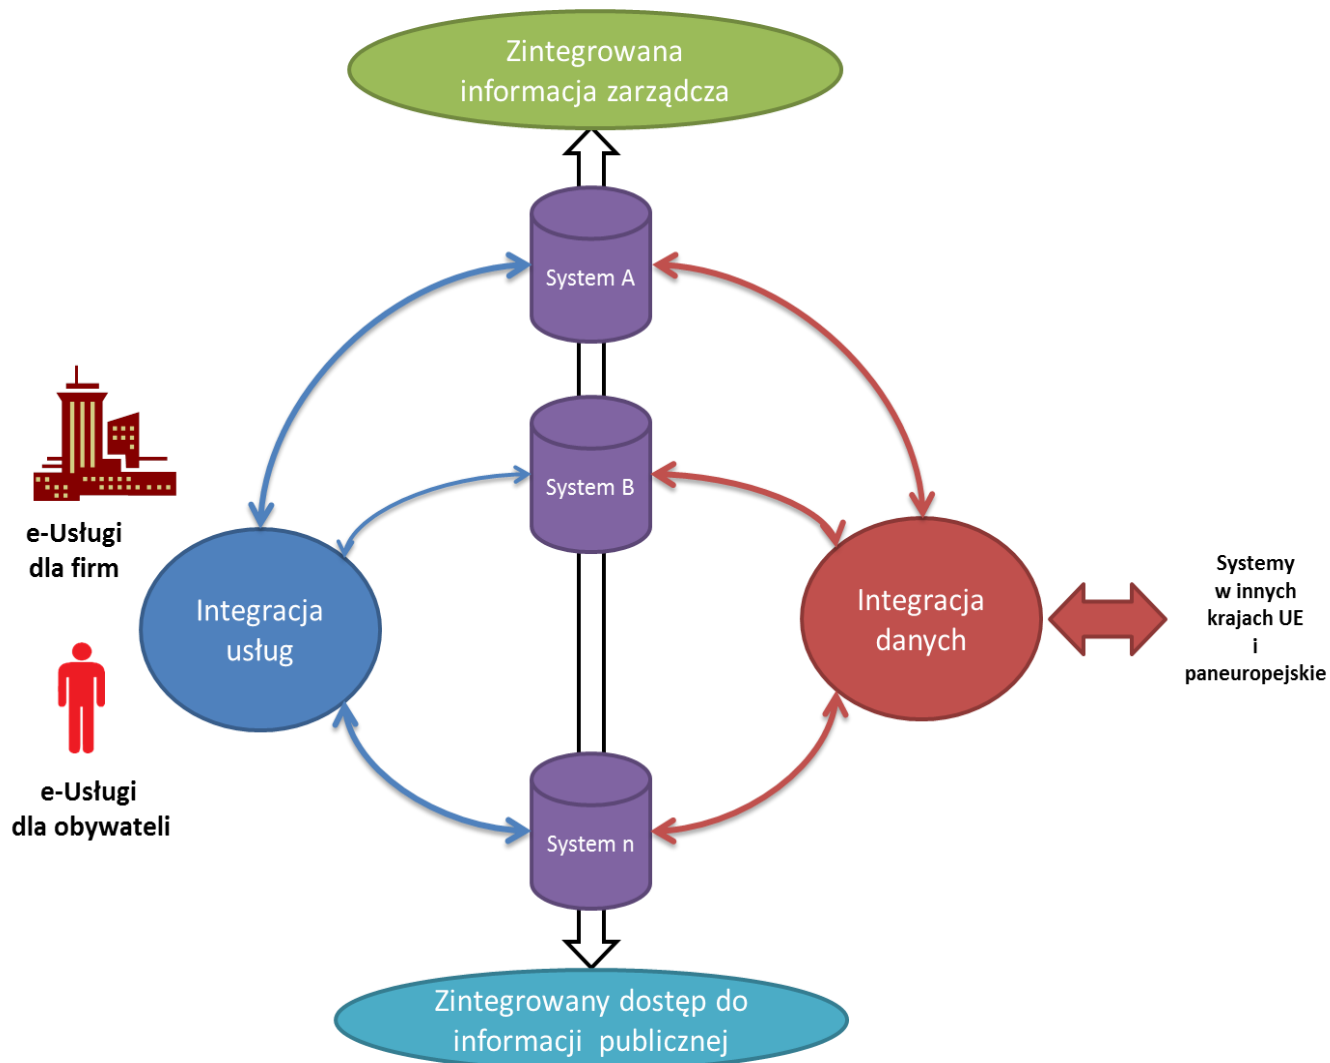 Zintegrowana
informacja zarządcza
System A
System B
e-Usługi
dla firm
Integracja
usług
Integracja
danych
Systemy
w innych
krajach UE
i
paneuropejskie
e-Usługi
dla obywateli
System n
Zintegrowany dostęp do
informacji publicznej